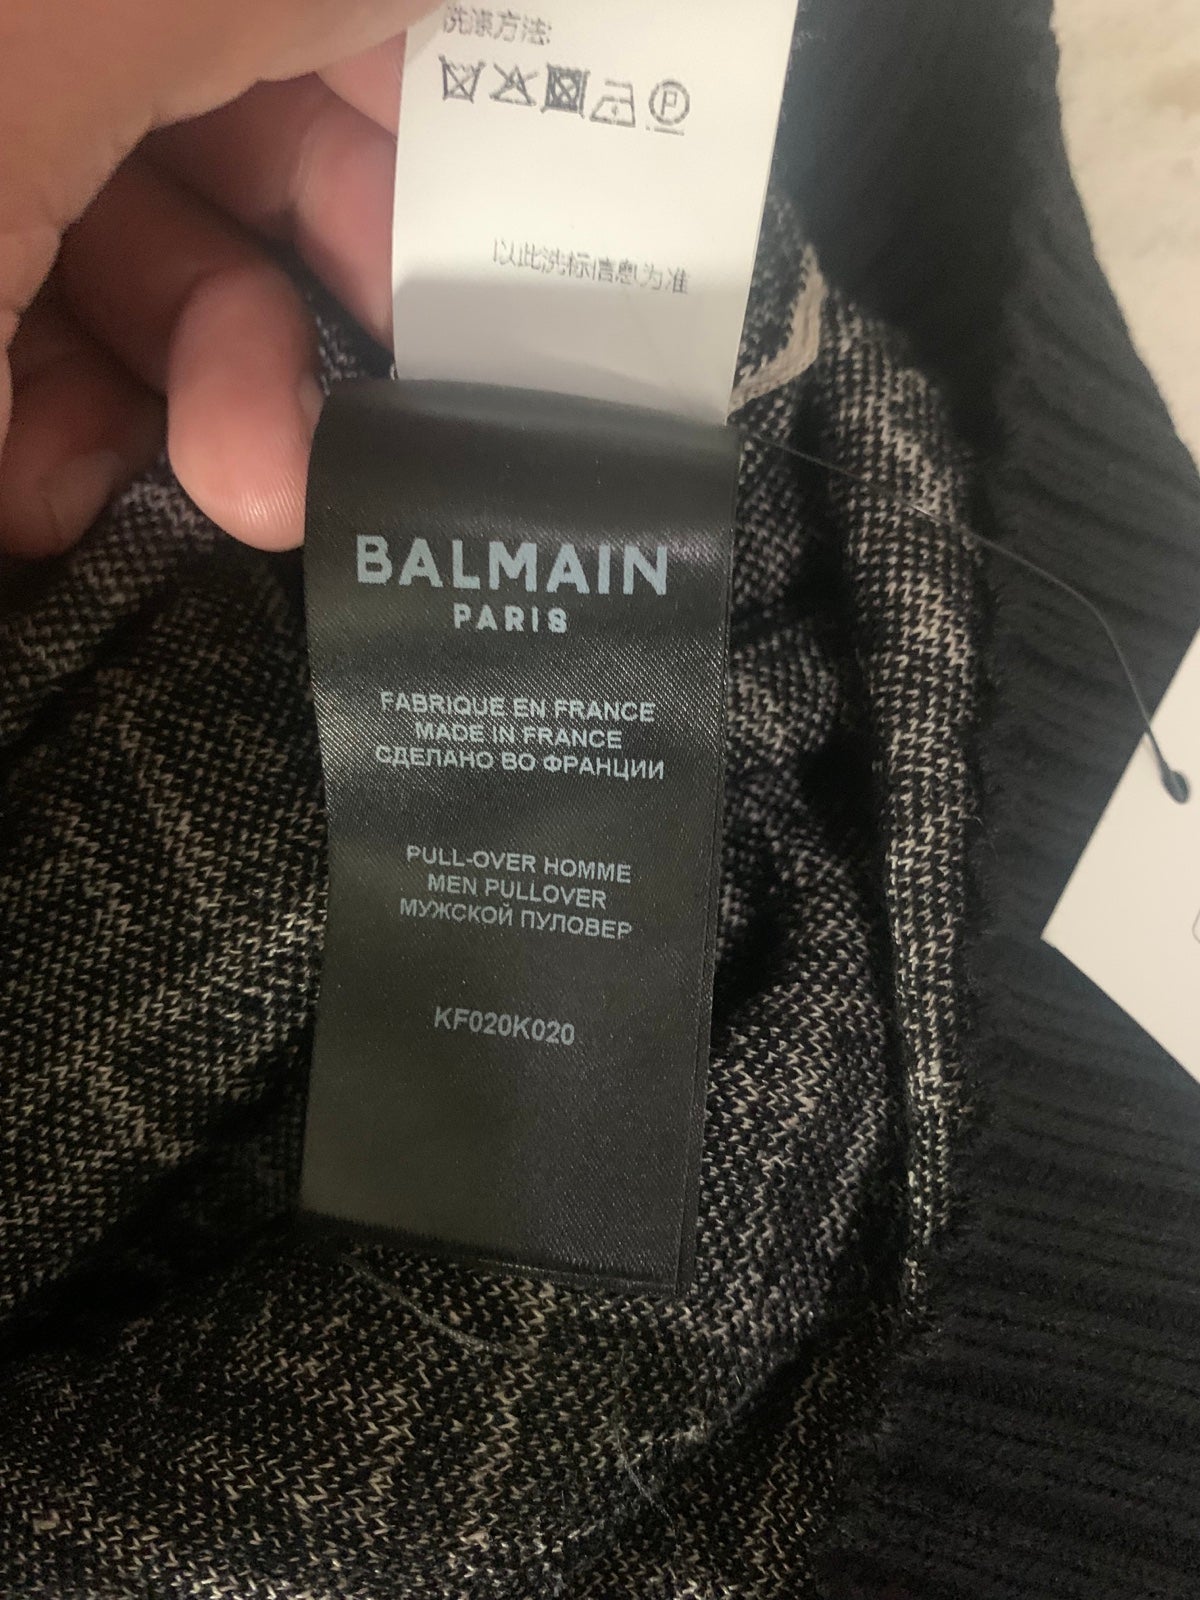 洗涤方法:
P
以此洗标信息为准
BALMAIN
PARIS
FABRIQUE EN FRANCE
MADE IN FRANCE
СДЕЛАНО ВО ФРАНЦИИ
PULL-OVER HOMME
MEN PULLOVER
МУЖСКОЙ ПУЛОВЕР
KF020K020